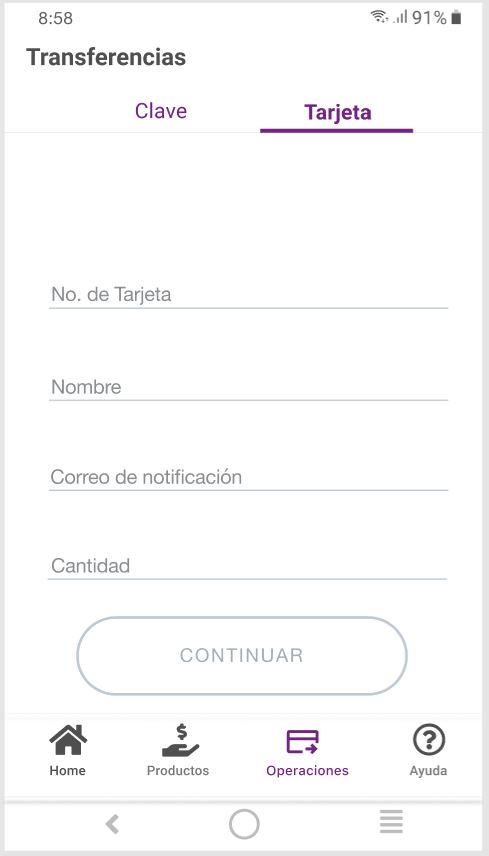 8:58 91%
Transferencias
Clave Tarjeta
No. de Tarjeta
Nombre
Correo de notificación
Cantidad
CONTINUAR
Home Productos Operaciones Ayuda